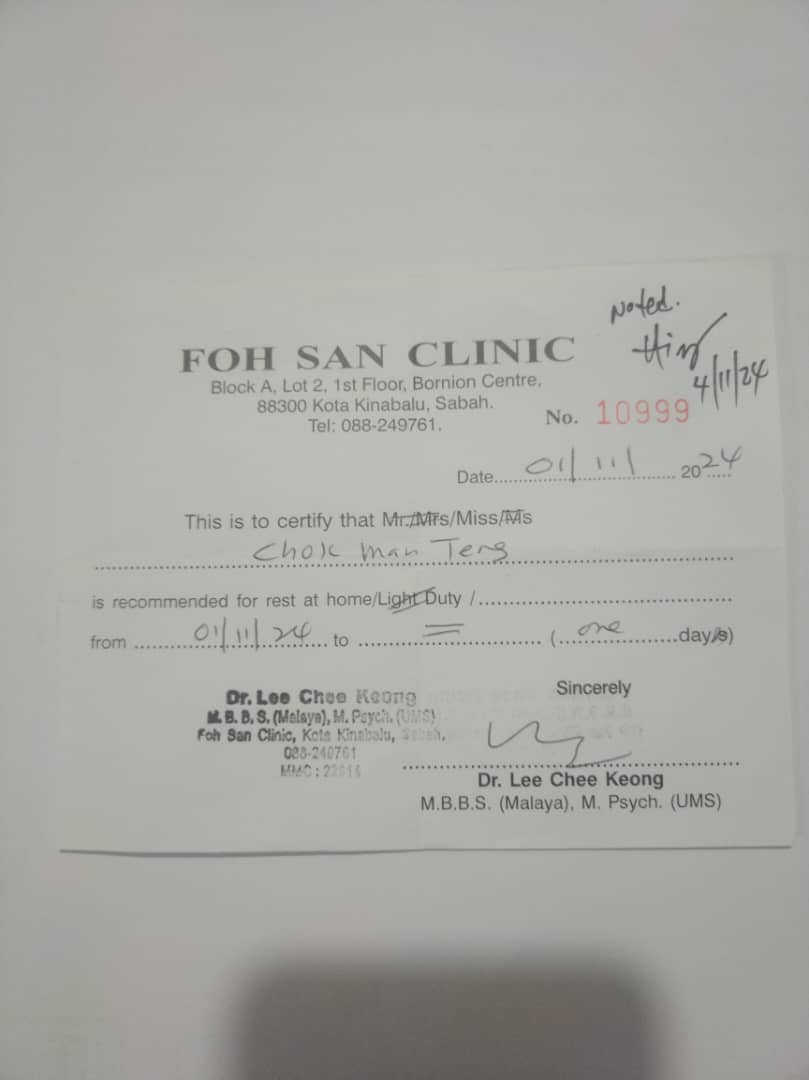 Noted.
4/11/24
FOH SAN CLINIC
Block A, Lot 2, 1st Floor, Bornion Centre,
88300 Kota Kinabalu, Sabah.
Tel: 088-249761.
No. 10999
Date 01/11/ 2024
This is to certify that Mr./Mrs/Miss/Ms
Chok Man Teng
is recommended for rest at home/Light Duty /
from 01/11/24 to = (one day/s)
Sincerely
Dr. Lee Chee Keong
M. B. B. S. (Malaya), M. Psych. (UMS)
Foh San Clinic, Kota Kinabalu, Sabah.
088-249761
MMC :
Dr. Lee Chee Keong
M.B.B.S. (Malaya), M. Psych. (UMS)